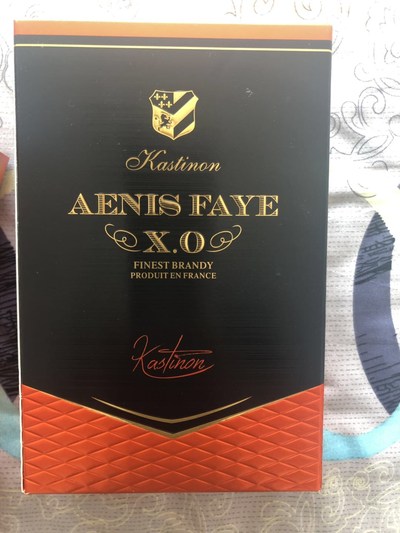 Kastinon
AENIS FAYE
X.O
FINEST BRANDY
PRODUIT EN FRANCE
Kastinon